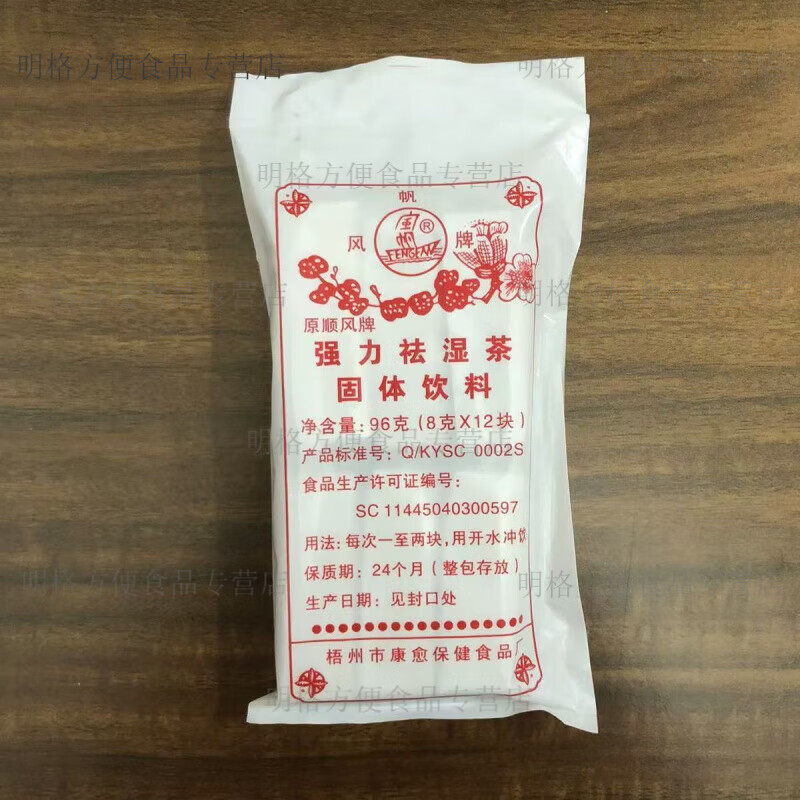 明格方便食品专营店
明格方便食品专营店
明格方便食品专营店
帆
风 牌
®
FENGFAN
原顺风牌
强力祛湿茶
固体饮料
净含量：96克（8克X12块）
产品标准号：Q/KYSC 0002S
食品生产许可证编号：
SC 11445040300597
用法：每次一至两块，用开水冲饮
保质期：24个月（整包存放）
生产日期：见封口处
梧州市康愈保健食品厂
明格方便食品专营店
明格方便食品专营店
明格方便食品专营店
明格方便食品专营店